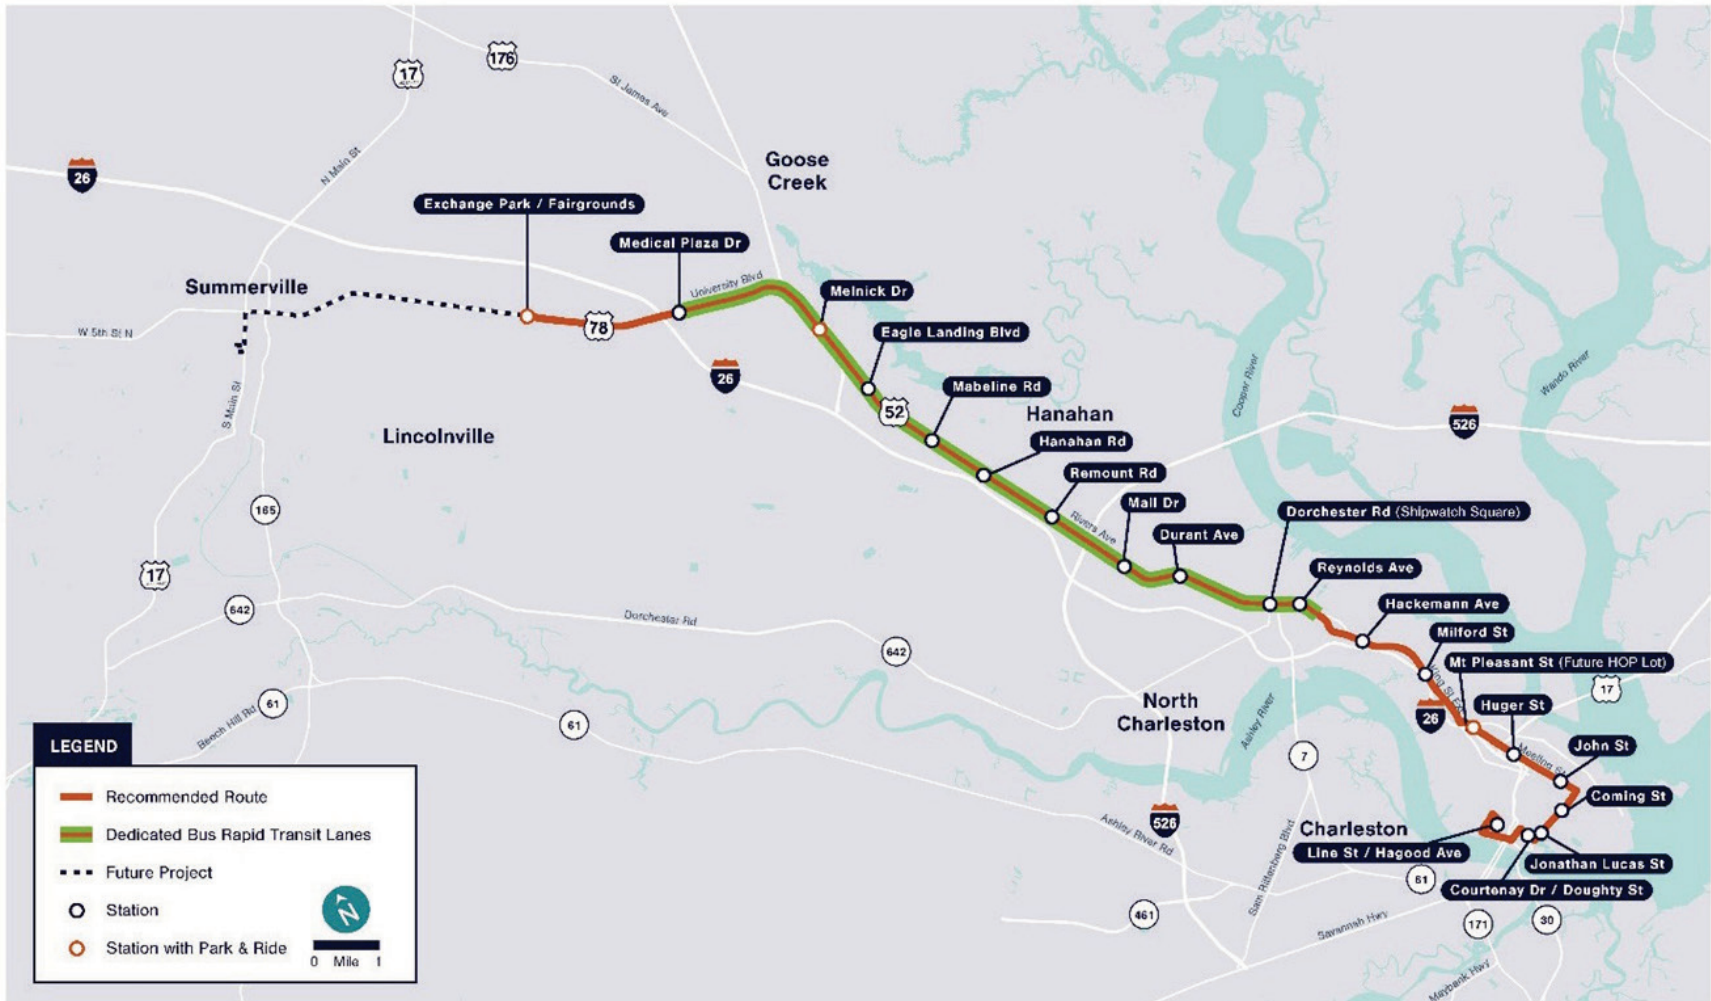 176
17
St James Ave
26
N Main St
Goose
Creek
Exchange Park / Fairgrounds
Medical Plaza Dr
University Blvd
Summerville
Melnick Dr
W 5th St N
78
Eagle Landing Blvd
26
Mabeline Rd
52
Hanahan
S Main St
Lincolnville
Hanahan Rd
Cooper River
Wando River
526
Remount Rd
Mall Dr
165
Rivers Ave
Durant Ave
Dorchester Rd (Shipwatch Square)
Reynolds Ave
17
642
Dorchester Rd
642
Hackemann Ave
Milford St
Mt Pleasant St (Future HOP Lot)
17
61
Beech Hill Rd
61
North
Charleston
Ashley River
26
Huger St
7
Meeting St
John St
Coming St
526
Ashley River Rd
Sam Rittenberg Blvd
Charleston
Line St / Hagood Ave
Jonathan Lucas St
61
Courtenay Dr / Doughty St
461
Savannah Hwy
171
30
Maybank Hwy
LEGEND
Recommended Route
Dedicated Bus Rapid Transit Lanes
Future Project
Station
Station with Park & Ride
N
0 Mile 1